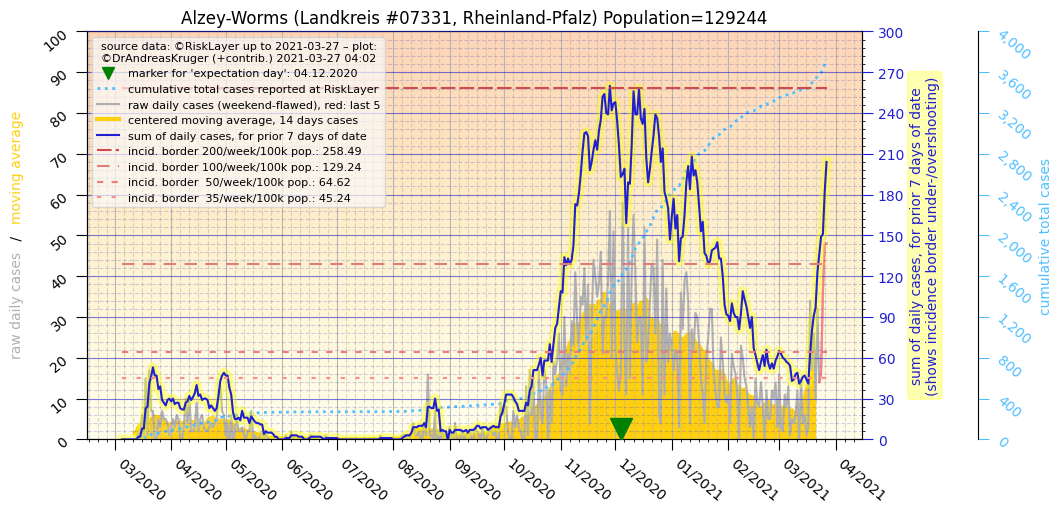 Alzey-Worms (Landkreis #07331, Rheinland-Pfalz) Population=129244
source data: ©RiskLayer up to 2021-03-27 – plot:
©DrAndreasKruger (+contrib.) 2021-03-27 04:02
marker for 'expectation day': 04.12.2020
cumulative total cases reported at RiskLayer
raw daily cases (weekend-flawed), red: last 5
centered moving average, 14 days cases
sum of daily cases, for prior 7 days of date
incid. border 200/week/100k pop.: 258.49
incid. border 100/week/100k pop.: 129.24
incid. border  50/week/100k pop.: 64.62
incid. border  35/week/100k pop.: 45.24
raw daily cases / moving average
100
90
80
70
60
50
40
30
20
10
0
03/2020
04/2020
05/2020
06/2020
07/2020
08/2020
09/2020
10/2020
11/2020
12/2020
01/2021
02/2021
03/2021
04/2021
300
270
240
210
180
150
120
90
60
30
0
sum of daily cases, for prior 7 days of date
(shows incidence border under-/overshooting)
4,000
3,600
3,200
2,800
2,400
2,000
1,600
1,200
800
400
0
cumulative total cases